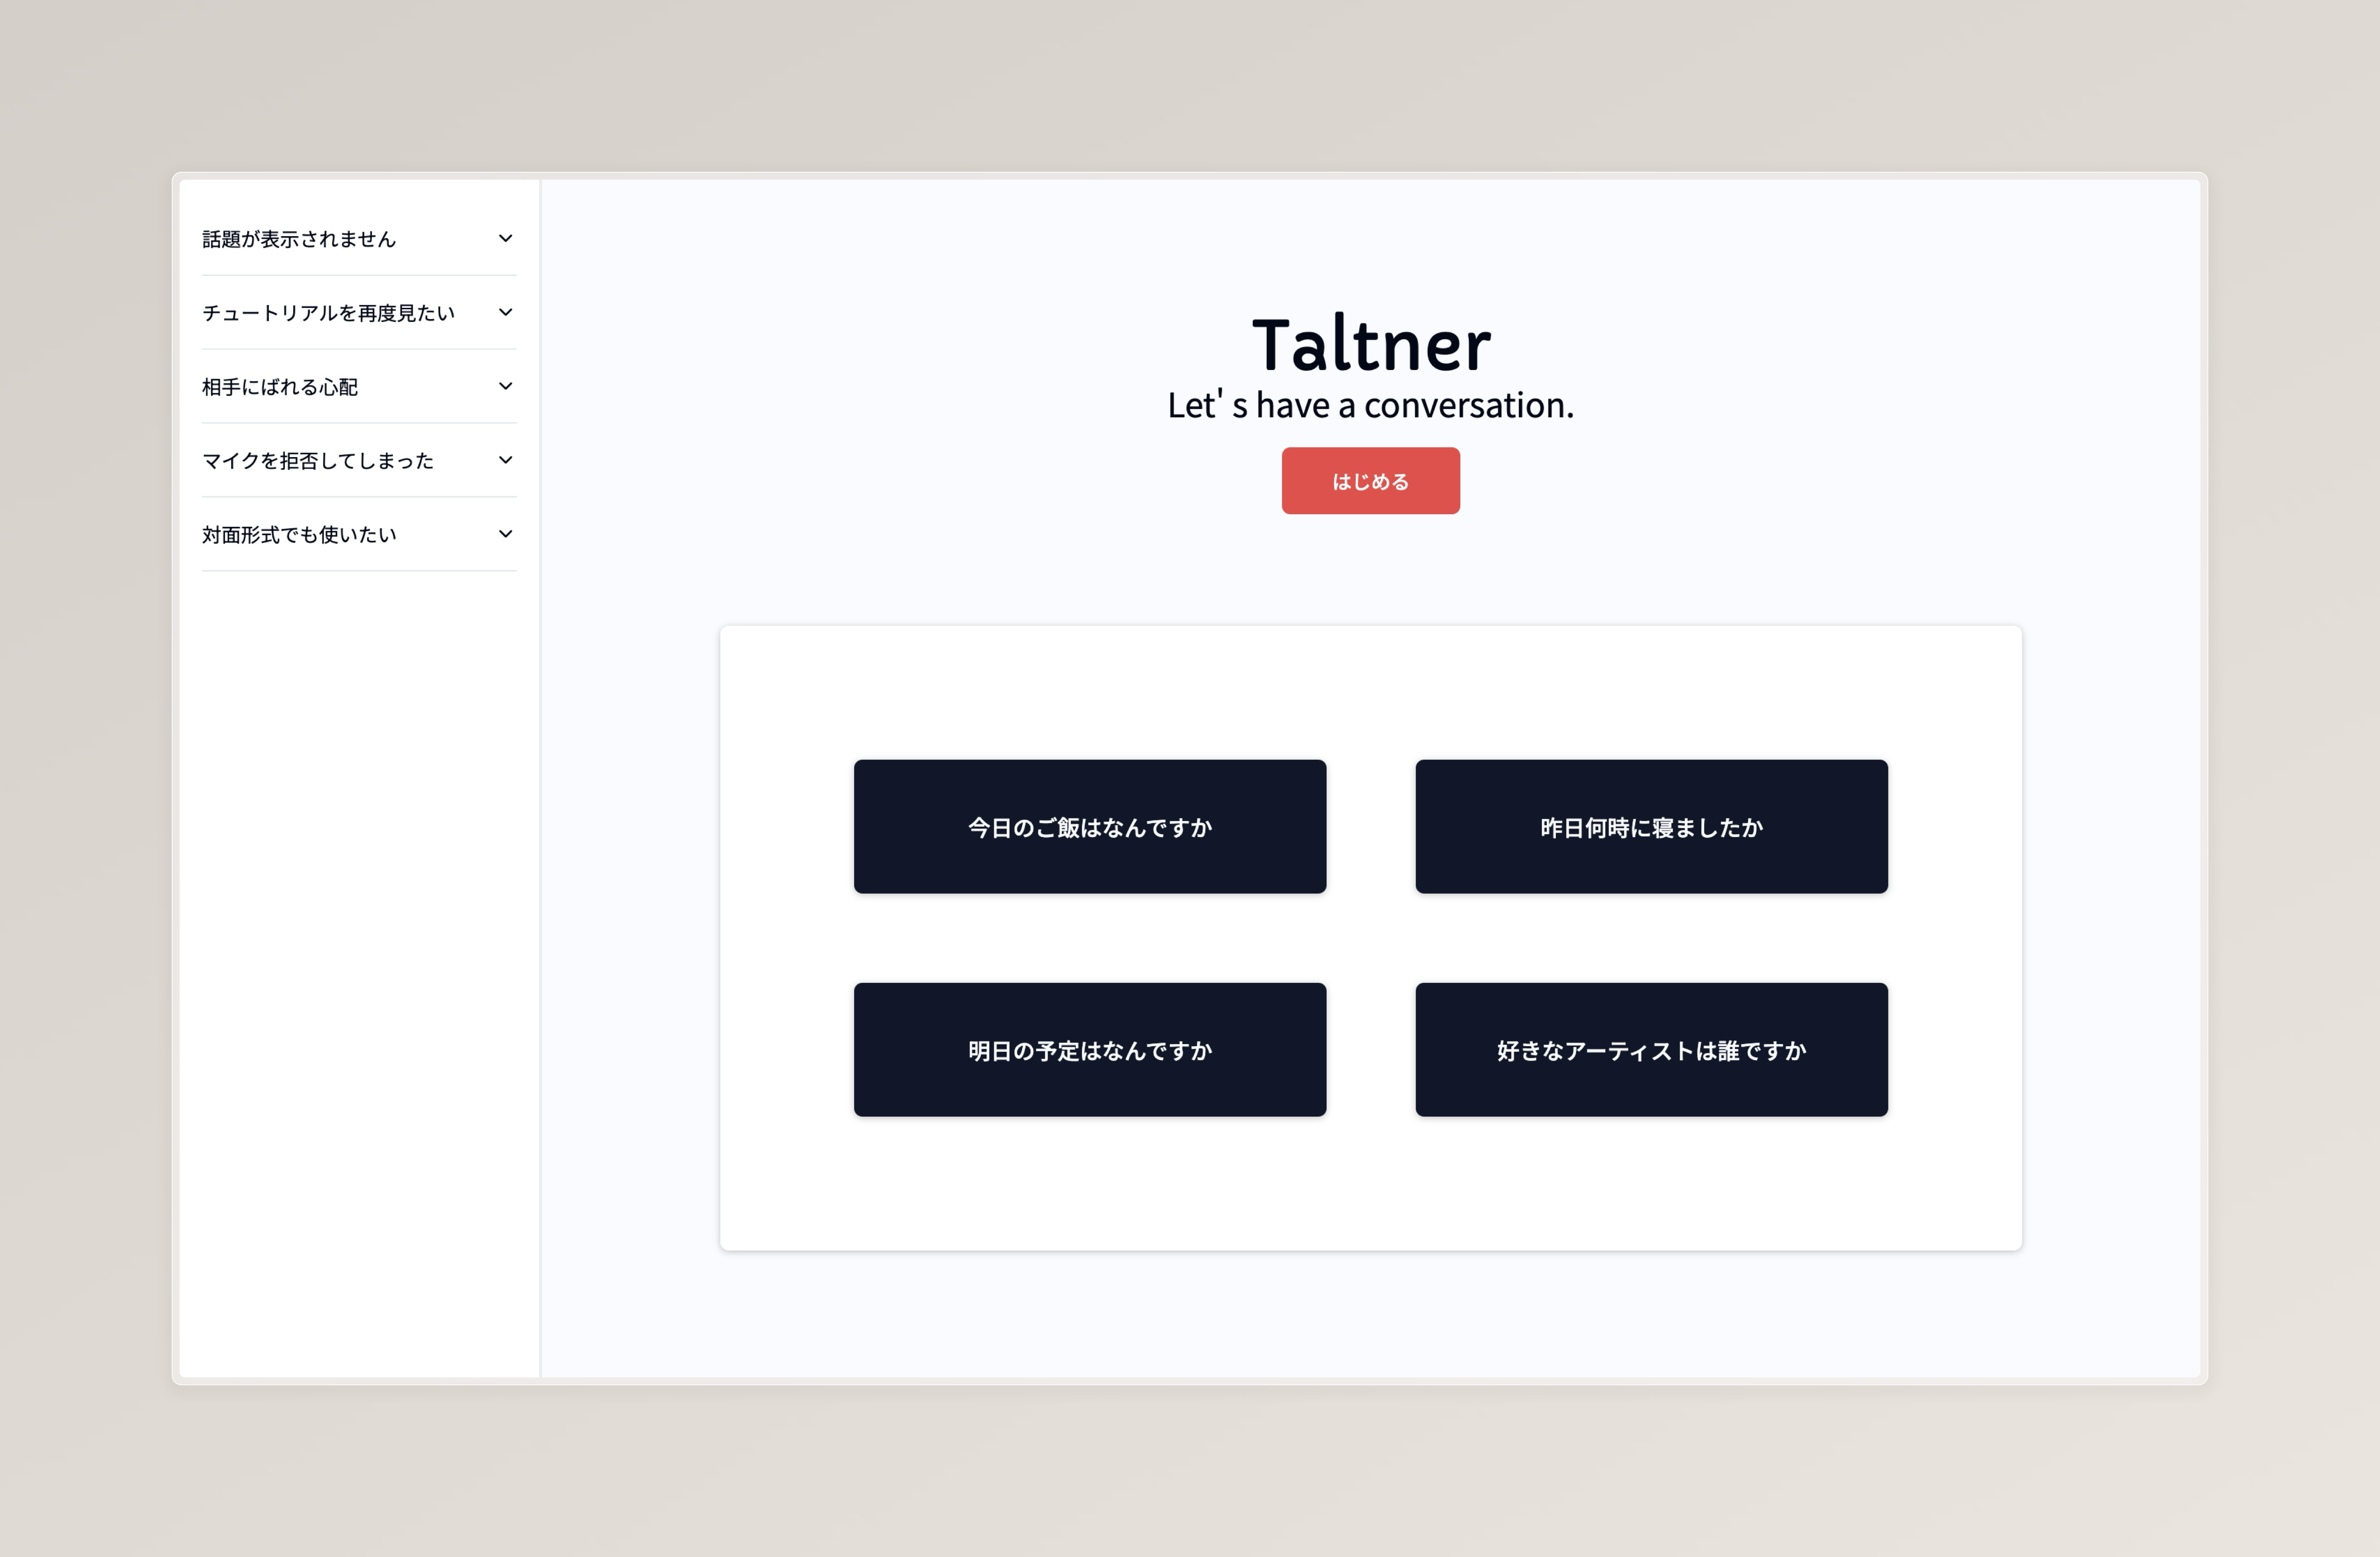 話題が表示されません
チュートリアルを再度見たい
相手にばれる心配
マイクを拒否してしまった
対面形式でも使いたい
Taltner
Let' s have a conversation.
はじめる
今日のご飯はなんですか
昨日何時に寝ましたか
明日の予定はなんですか
好きなアーティストは誰ですか